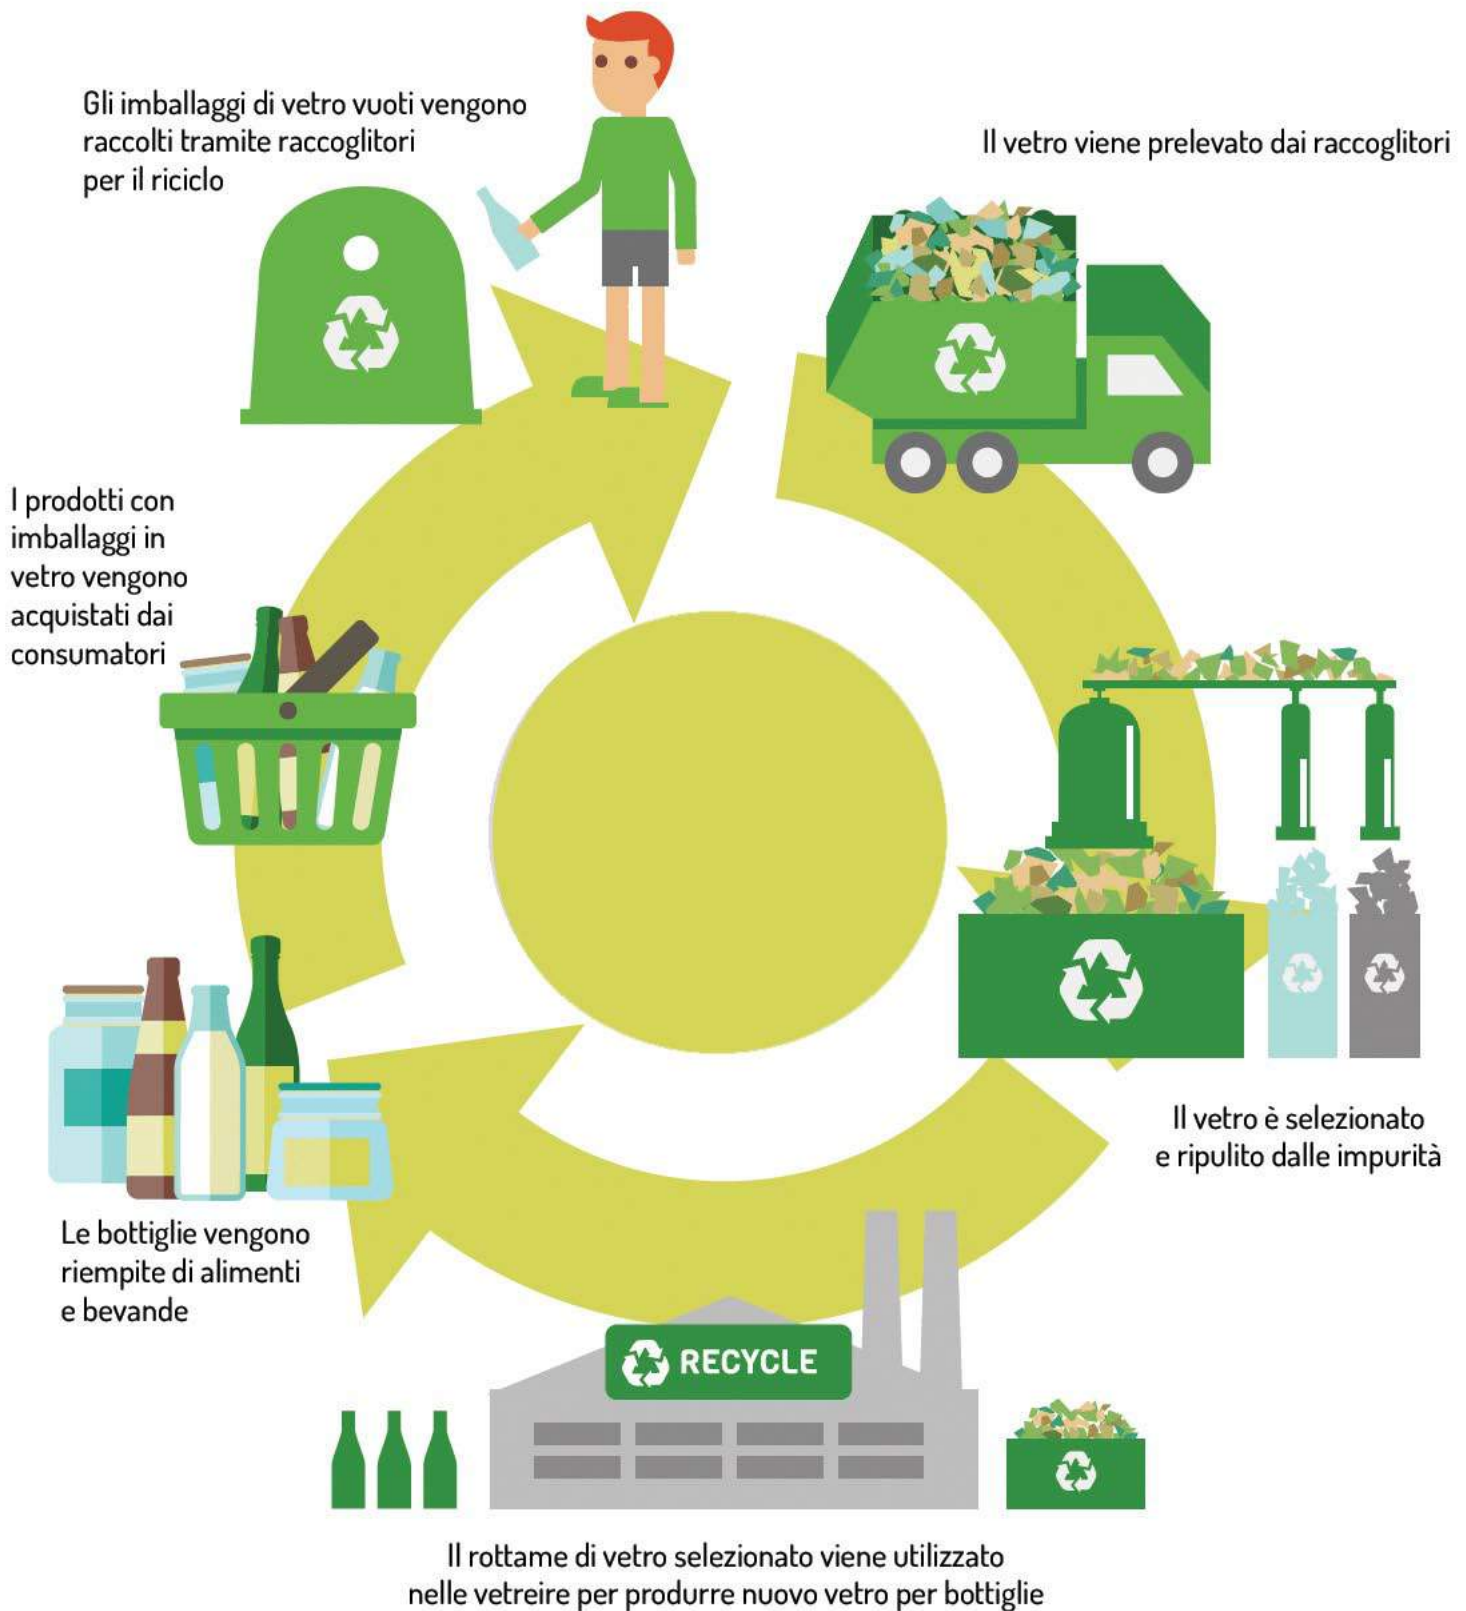 Gli imballaggi di vetro vuoti vengono
raccolti tramite raccoglitori
per il riciclo
Il vetro viene prelevato dai raccoglitori
I prodotti con
imballaggi in
vetro vengono
acquistati dai
consumatori
Il vetro è selezionato
e ripulito dalle impurità
Le bottiglie vengono
riempite di alimenti
e bevande
RECYCLE
Il rottame di vetro selezionato viene utilizzato
nelle vetreire per produrre nuovo vetro per bottiglie